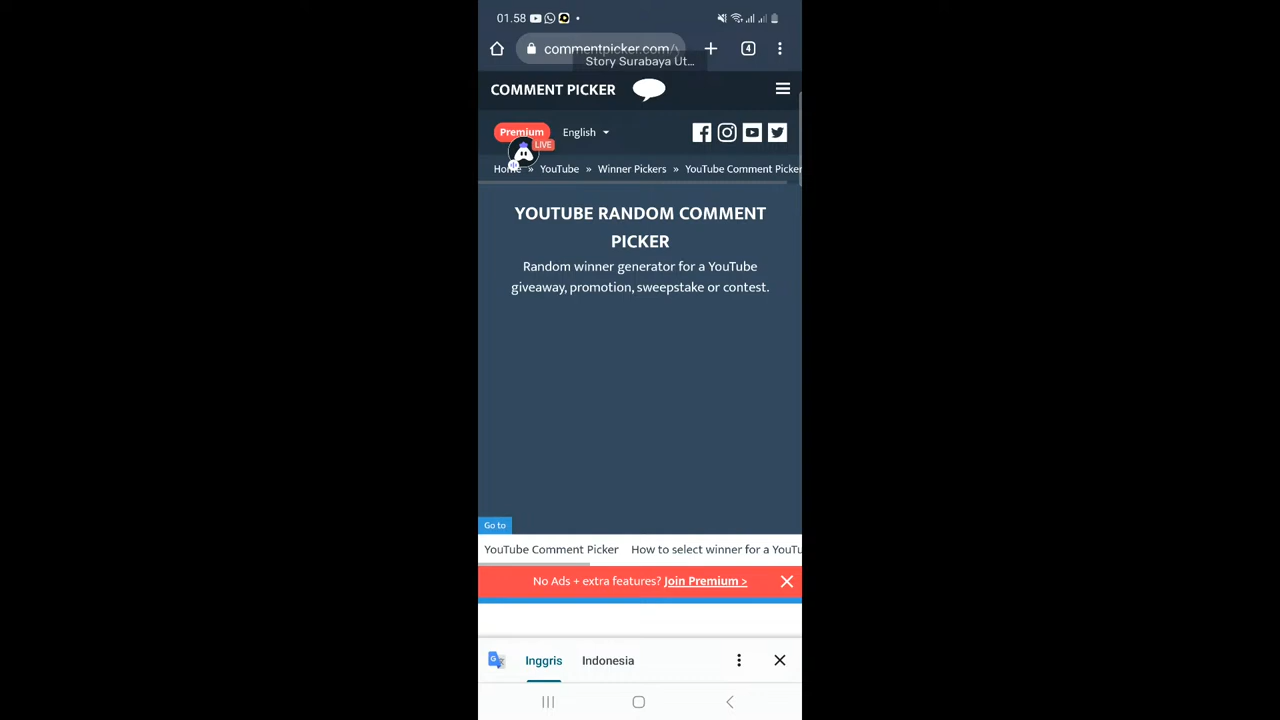 01.58
commentpicker.com/
Story Surabaya Ut...
COMMENT PICKER
Premium
English
LIVE
Home » YouTube » Winner Pickers » YouTube Comment Picker
YOUTUBE RANDOM COMMENT
PICKER
Random winner generator for a YouTube
giveaway, promotion, sweepstake or contest.
Go to
YouTube Comment Picker How to select winner for a YouTu
No Ads + extra features? Join Premium >
Inggris Indonesia